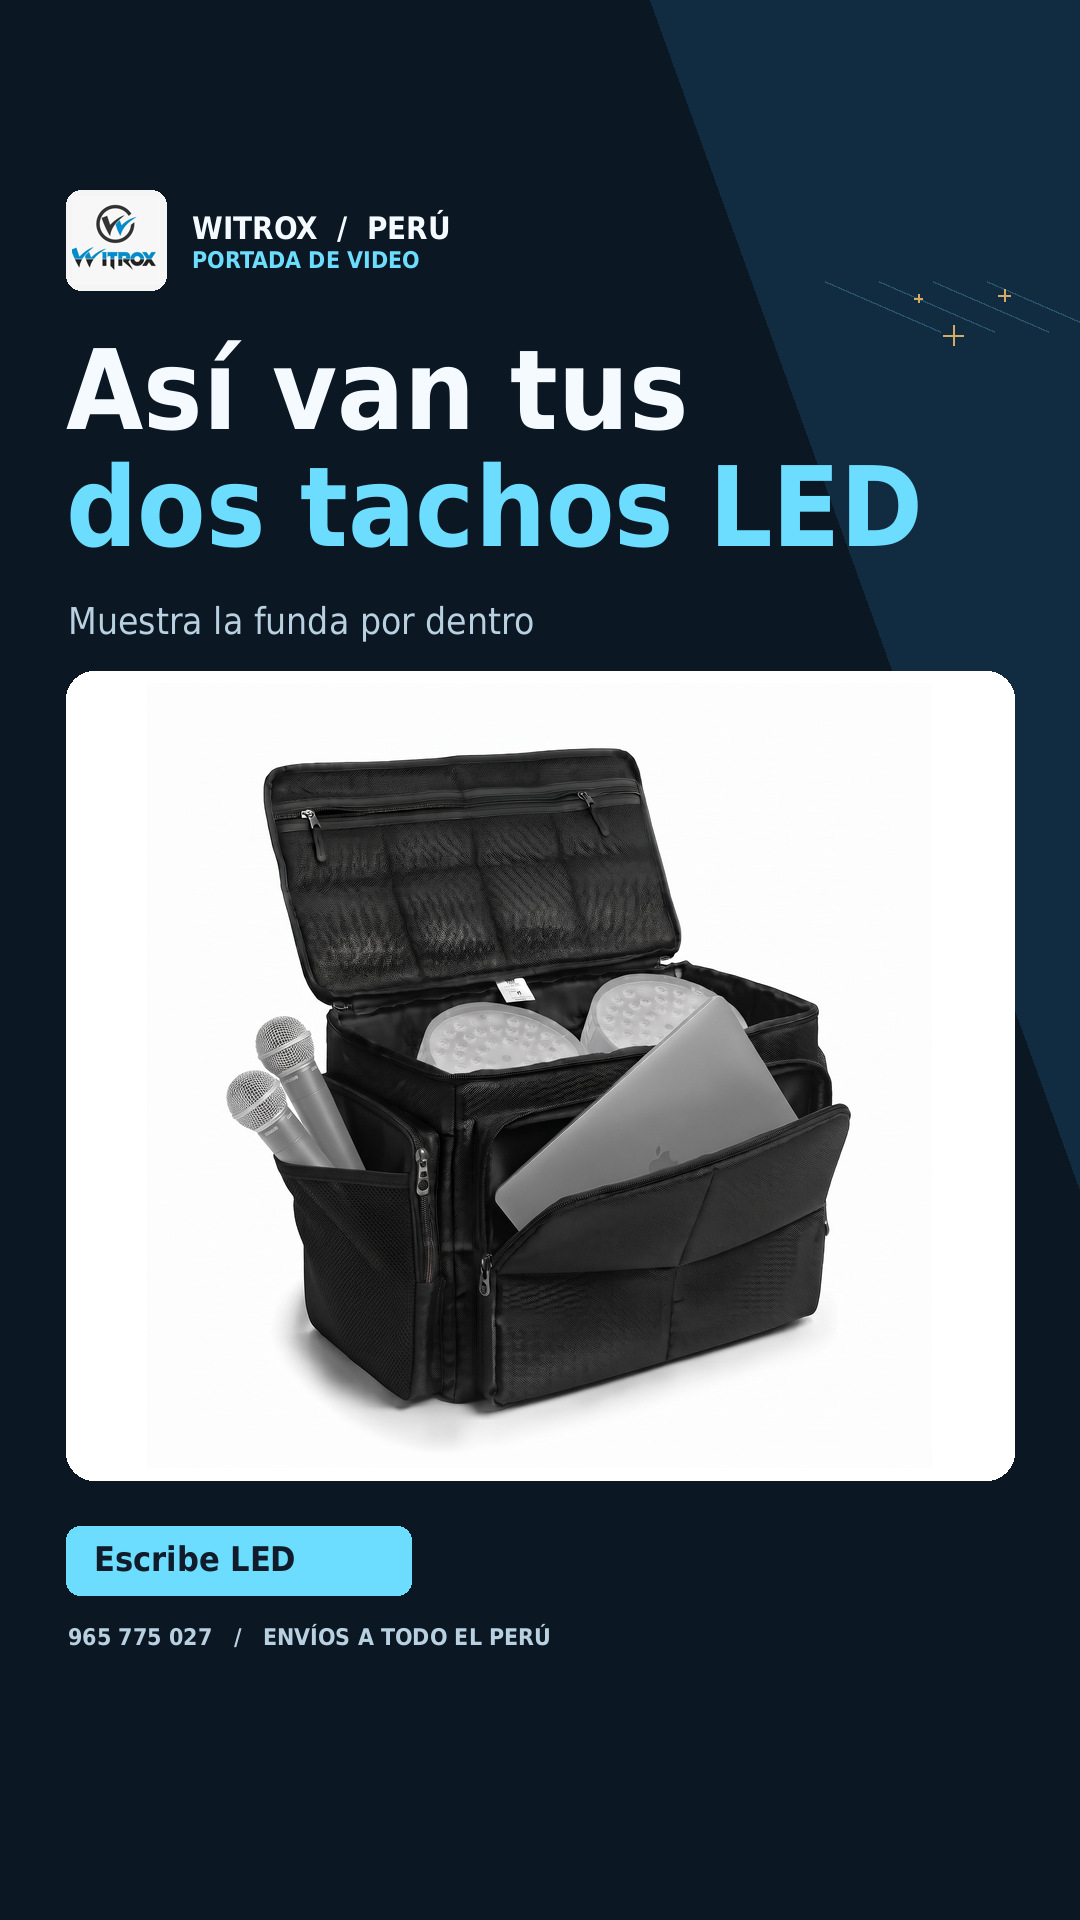 WITROX
WITROX / PERÚ
PORTADA DE VIDEO
Así van tus
dos tachos LED
Muestra la funda por dentro
Escribe LED
965 775 027 / ENVÍOS A TODO EL PERÚ